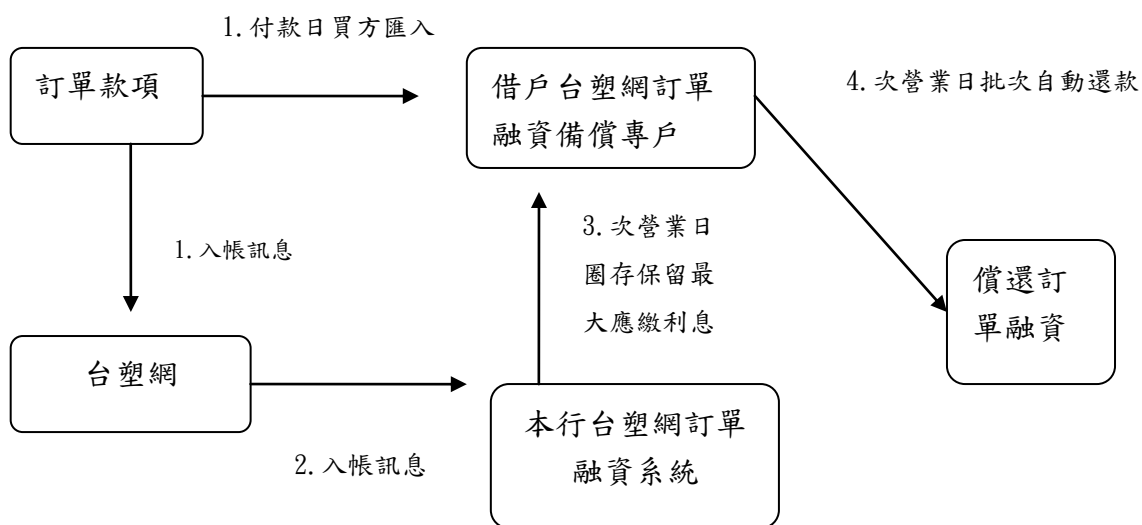 1.付款日買方匯入
訂單款項
借戶台塑網訂單
融資備償專戶
4.次營業日批次自動還款
1.入帳訊息
3.次營業日
圈存保留最
大應繳利息
償還訂
單融資
台塑網
2.入帳訊息
本行台塑網訂單
融資系統